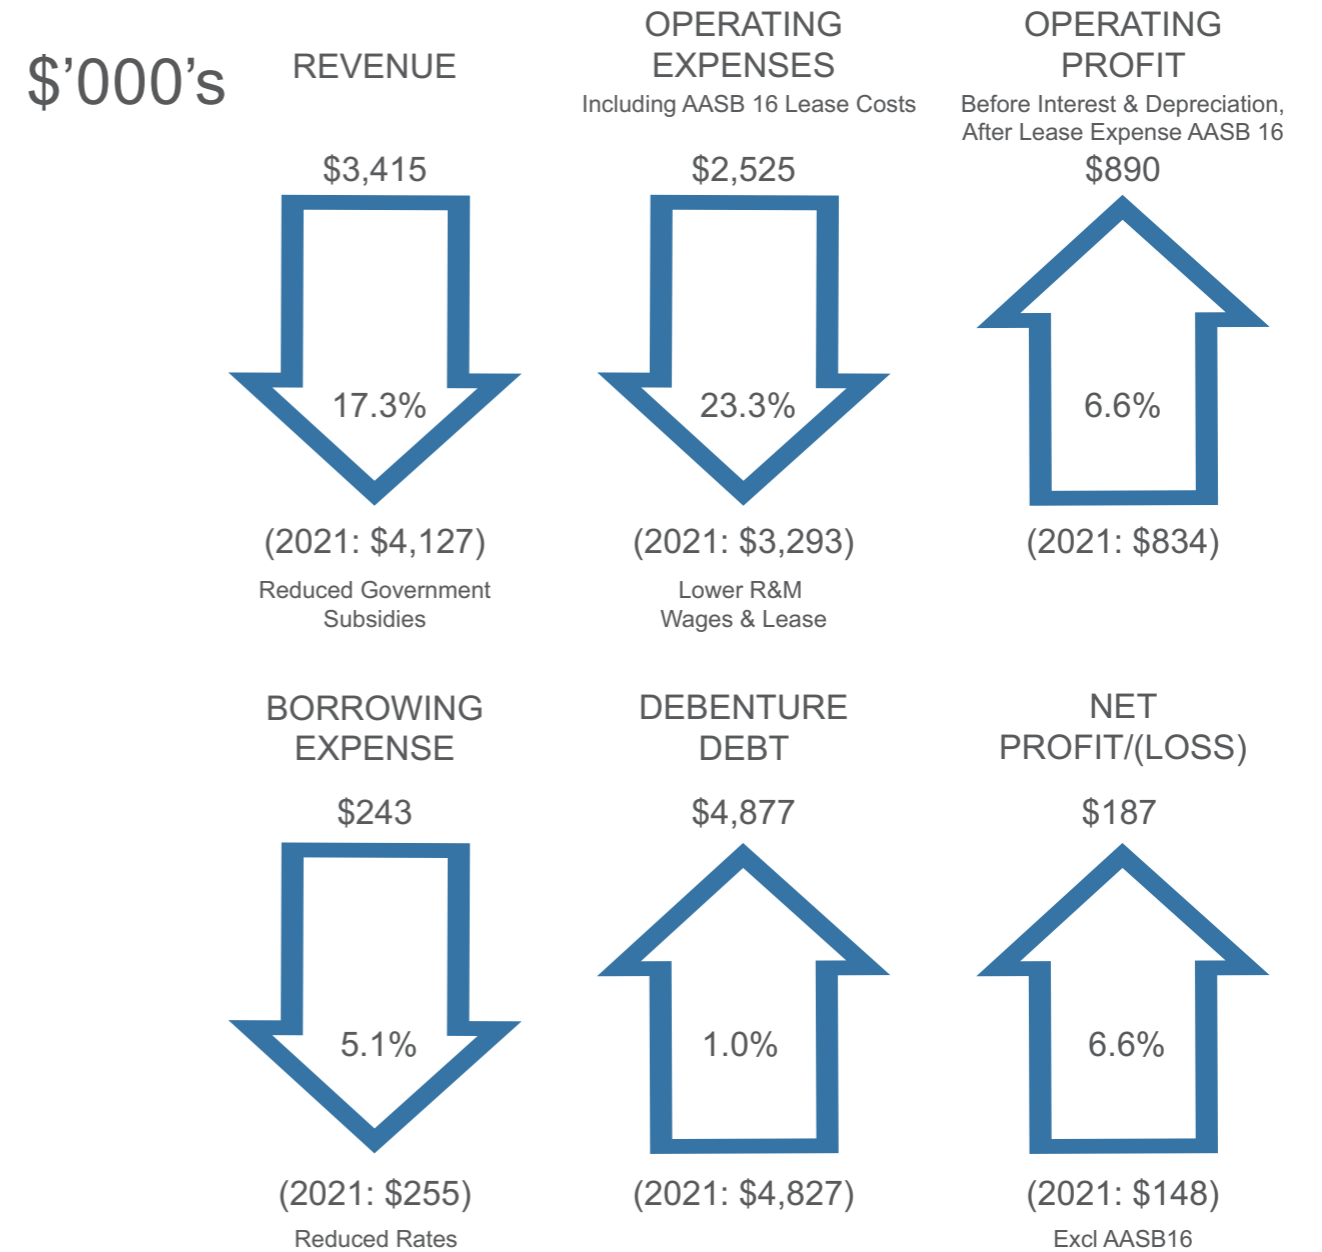 $’000’s
REVENUE
$3,415
17.3%
(2021: $4,127)
Reduced Government
Subsidies
OPERATING
EXPENSES
Including AASB 16 Lease Costs
$2,525
23.3%
(2021: $3,293)
Lower R&M
Wages & Lease
OPERATING
PROFIT
Before Interest & Depreciation,
After Lease Expense AASB 16
$890
6.6%
(2021: $834)
BORROWING
EXPENSE
$243
5.1%
(2021: $255)
Reduced Rates
DEBENTURE
DEBT
$4,877
1.0%
(2021: $4,827)
NET
PROFIT/(LOSS)
$187
6.6%
(2021: $148)
Excl AASB16